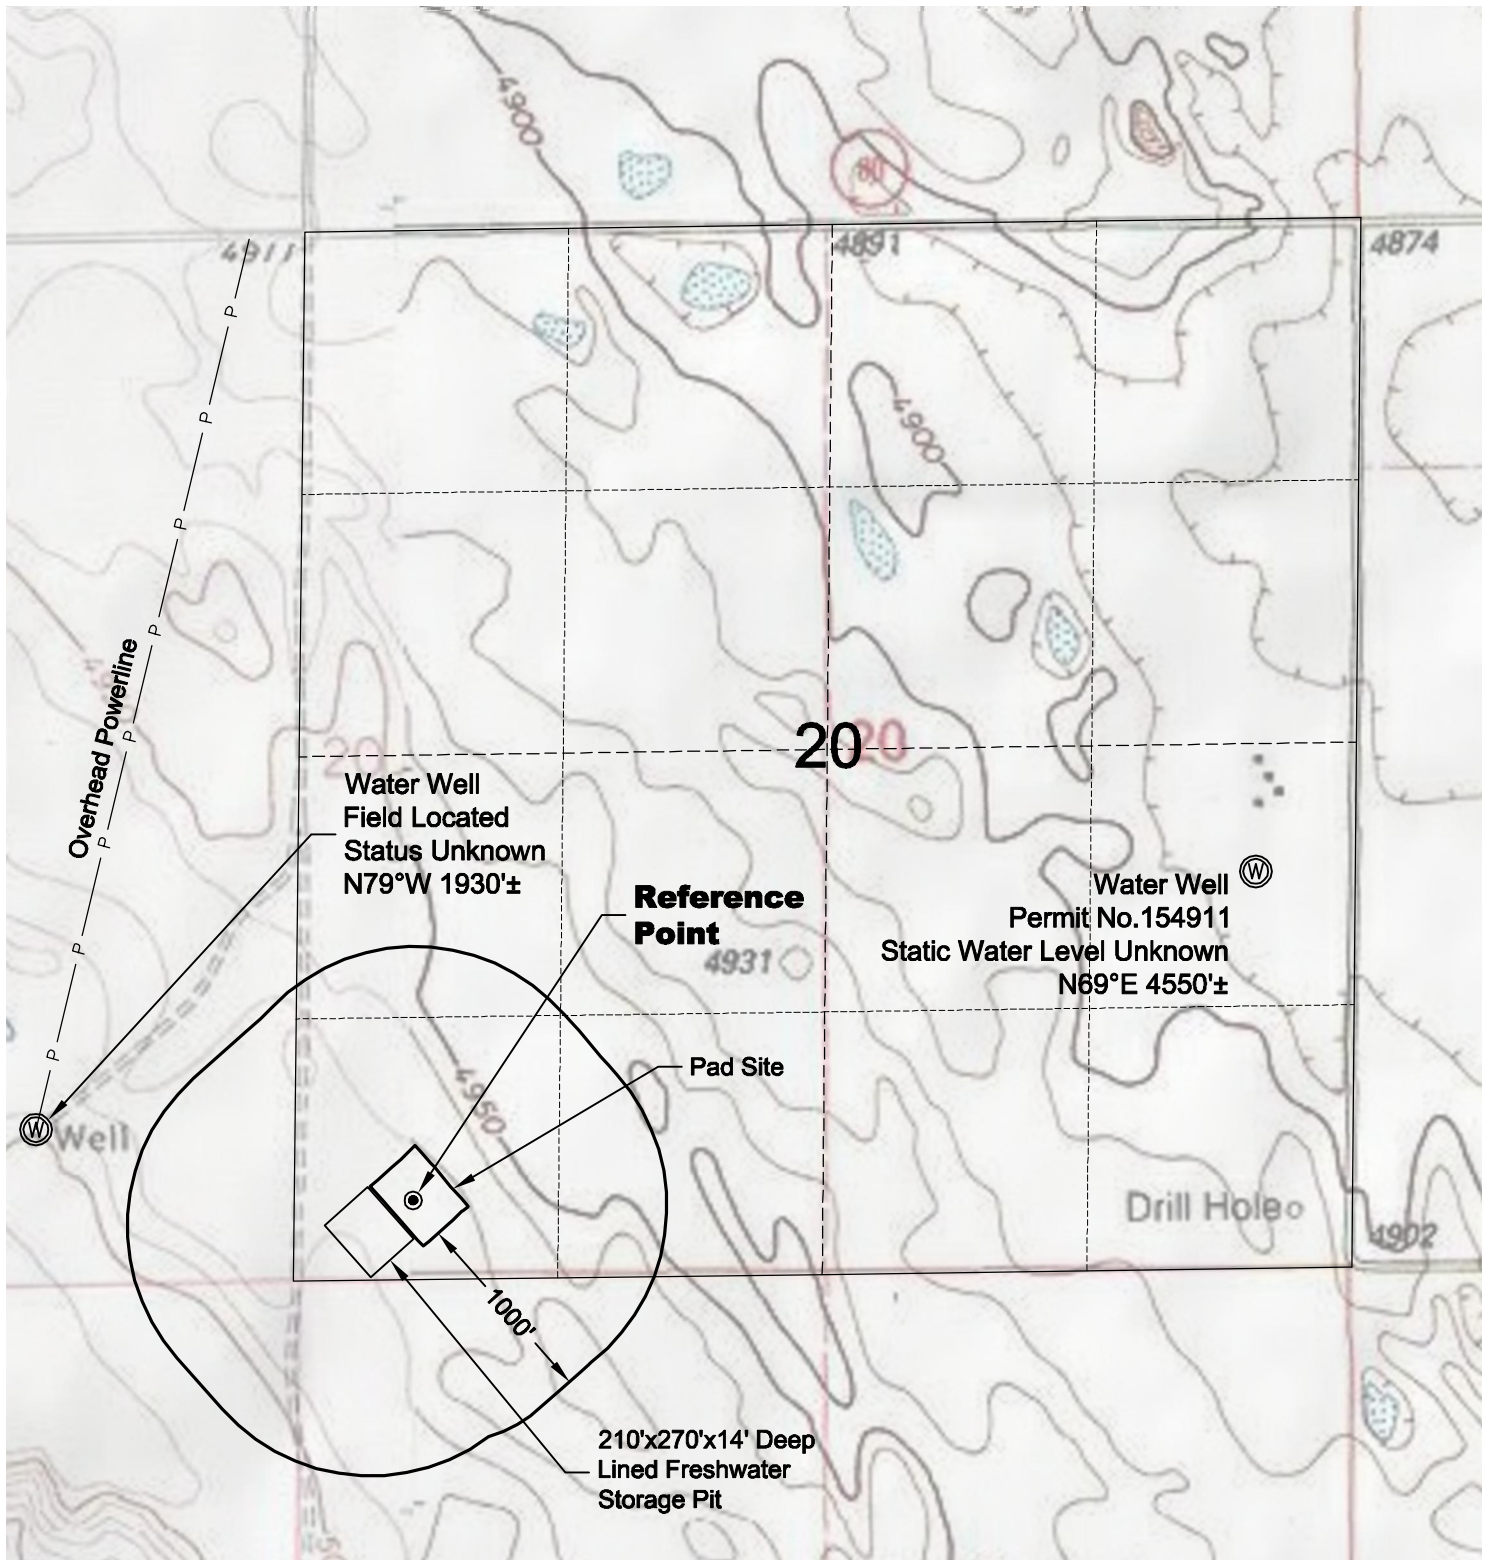 4900
80
4911
4891
4874
4900
P
P
P
P
P
P
P
P
Overhead Powerline
20
20
20
Water Well
Field Located
Status Unknown
N79°W 1930'±
Reference
Point
4931
W
Water Well
Permit No.154911
Static Water Level Unknown
N69°E 4550'±
Pad Site
4950
W
Well
Drill Hole
4902
1000'
210'x270'x14' Deep
Lined Freshwater
Storage Pit